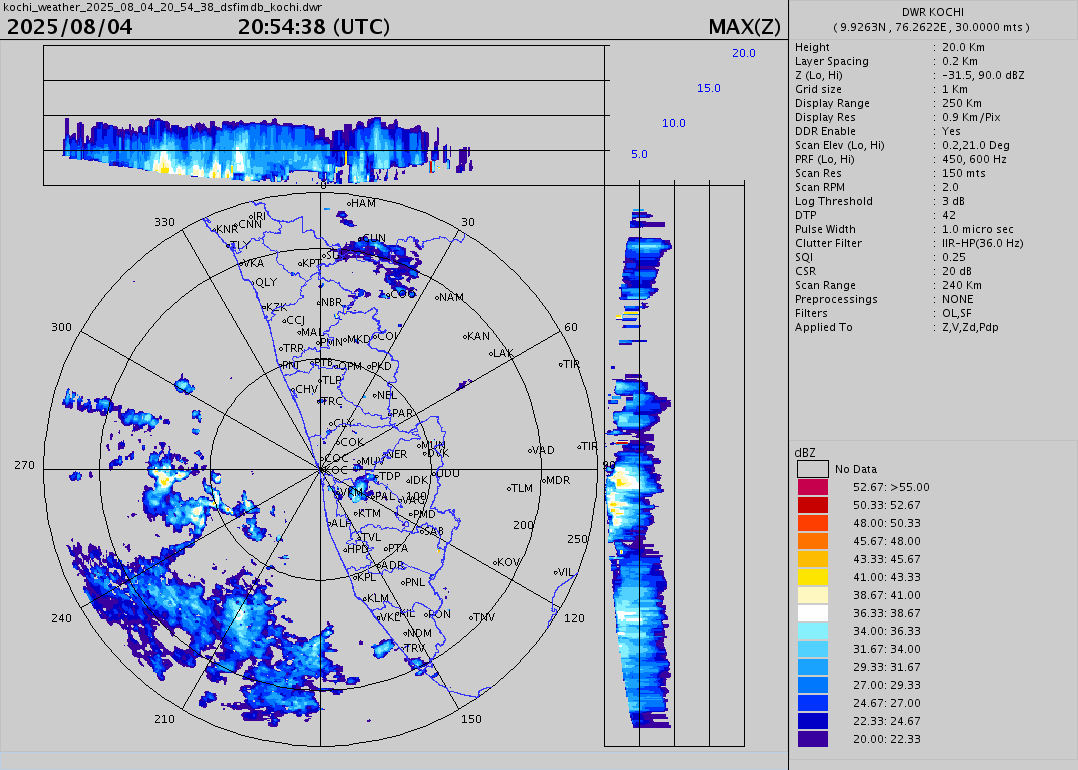 kochi_weather_2025_08_04_20_54_38_dsfimdb_kochi.dwr
2025/08/04 20:54:38 (UTC) MAX(Z)
20.0
15.0
10.0
5.0
0
HAM
IRI
CNN
KNR
330
30
TLY
GUN
VKA
KPT
QLY
NBR
NAM
KZK
CCJ
300
60
MAL
PMN
MKD
COI
KAN
TRR
LAK
PNI
PTB
OPM
PKD
TIR
TLP
CHV
TRC
NEL
PAR
CLY
COK
MUN
NER
DVK
VAD
TIR
COC
MUV
270
KOC
TDP
UDU
90
IDK
MDR
VKM
PAL
100
VAG
TLM
KTM
PMD
ALP
200
SAB
TVL
250
HPD
PTA
ADR
KOV
KPL
PNL
VIL
KLM
240
VKL
KIL
PON
TNV
120
NDM
TRV
210
150
DWR KOCHI
( 9.9263N , 76.2622E , 30.0000 mts )
Height : 20.0 Km
Layer Spacing : 0.2 Km
Z (Lo, Hi) : -31.5, 90.0 dBZ
Grid size : 1 Km
Display Range : 250 Km
Display Res : 0.9 Km/Pix
DDR Enable : Yes
Scan Elev (Lo, Hi) : 0.2,21.0 Deg
PRF (Lo, Hi) : 450, 600 Hz
Scan Res : 150 mts
Scan RPM : 2.0
Log Threshold : 3 dB
DTP : 42
Pulse Width : 1.0 micro sec
Clutter Filter : IIR-HP(36.0 Hz)
SQI : 0.25
CSR : 20 dB
Scan Range : 240 Km
Preprocessings : NONE
Filters : OL,SF
Applied To : Z,V,Zd,Pdp
dBZ
No Data
52.67: >55.00
50.33: 52.67
48.00: 50.33
45.67: 48.00
43.33: 45.67
41.00: 43.33
38.67: 41.00
36.33: 38.67
34.00: 36.33
31.67: 34.00
29.33: 31.67
27.00: 29.33
24.67: 27.00
22.33: 24.67
20.00: 22.33